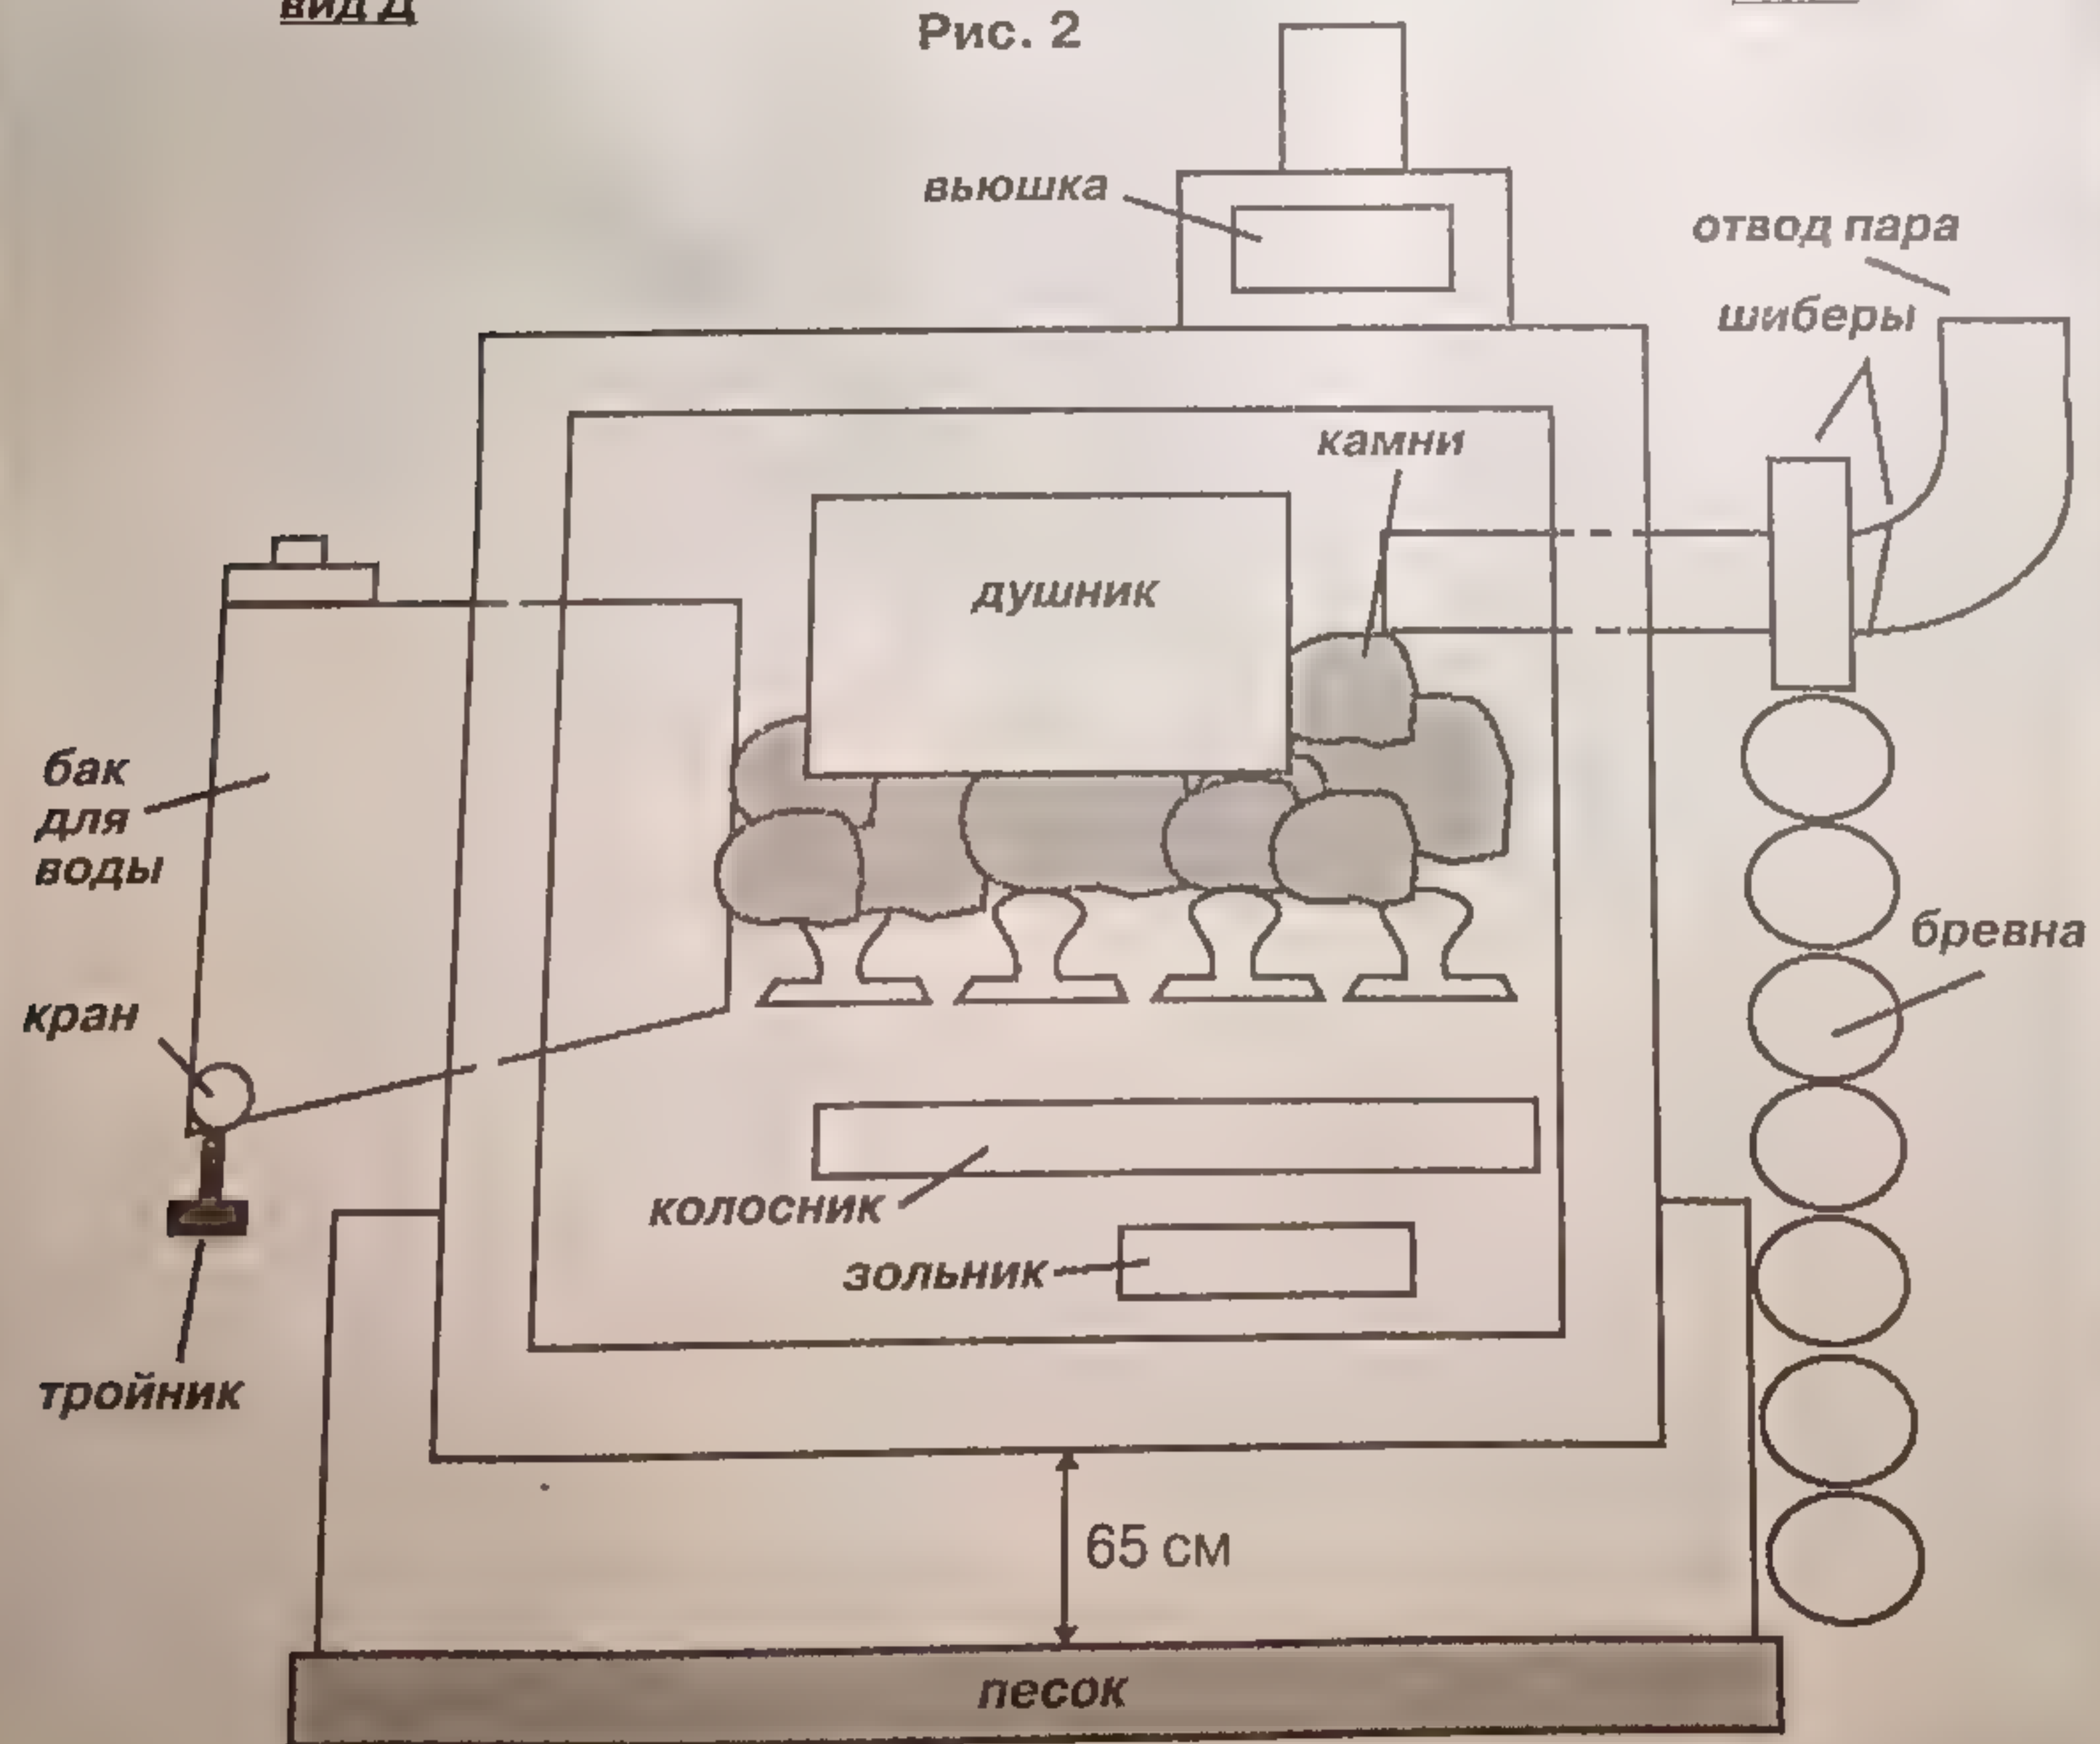 вид Д
Рис. 2
вьюшка
отвод пара
шиберы
камни
душник
бак
для
воды
бревна
кран
колосник
зольник
тройник
65 см
песок